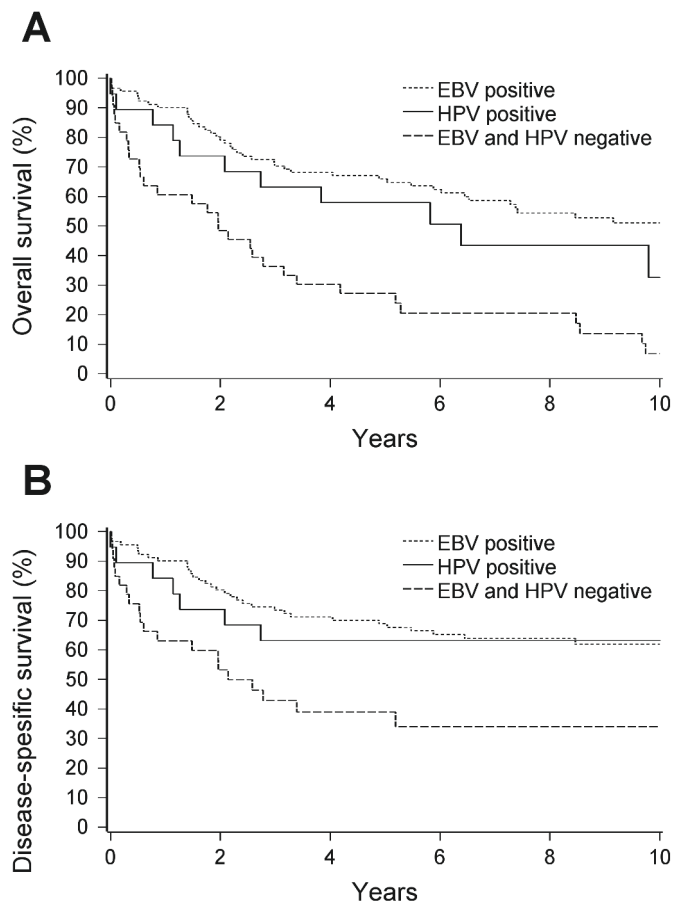 A
Overall survival (%)
100
90
80
70
60
50
40
30
20
10
0
EBV positive
HPV positive
EBV and HPV negative
0 2 4 6 8 10
Years
B
Disease-spesific survival (%)
100
90
80
70
60
50
40
30
20
10
0
EBV positive
HPV positive
EBV and HPV negative
0 2 4 6 8 10
Years